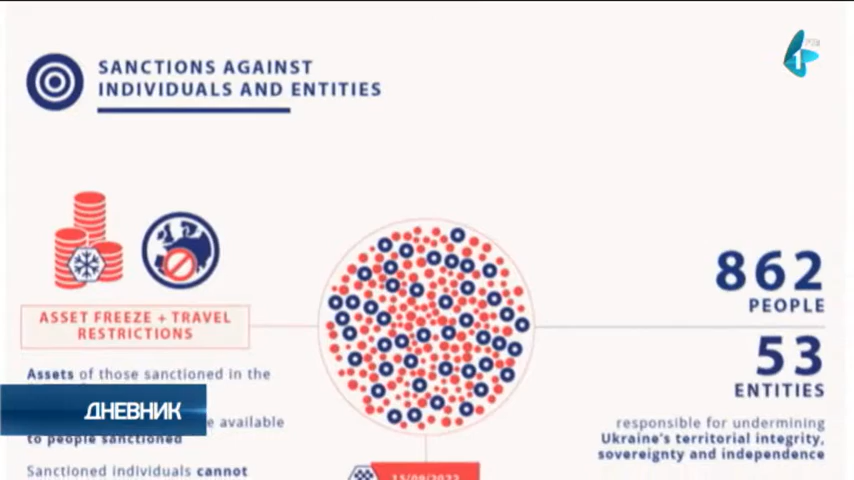 SANCTIONS AGAINST
INDIVIDUALS AND ENTITIES
1
862
PEOPLE
53
ENTITIES
responsible for undermining
Ukraine's territorial integrity,
sovereignty and independence
ASSET FREEZE + TRAVEL
RESTRICTIONS
Assets of those sanctioned in the
ДНЕВНИК
available
to people sanctioned
Sanctioned individuals cannot